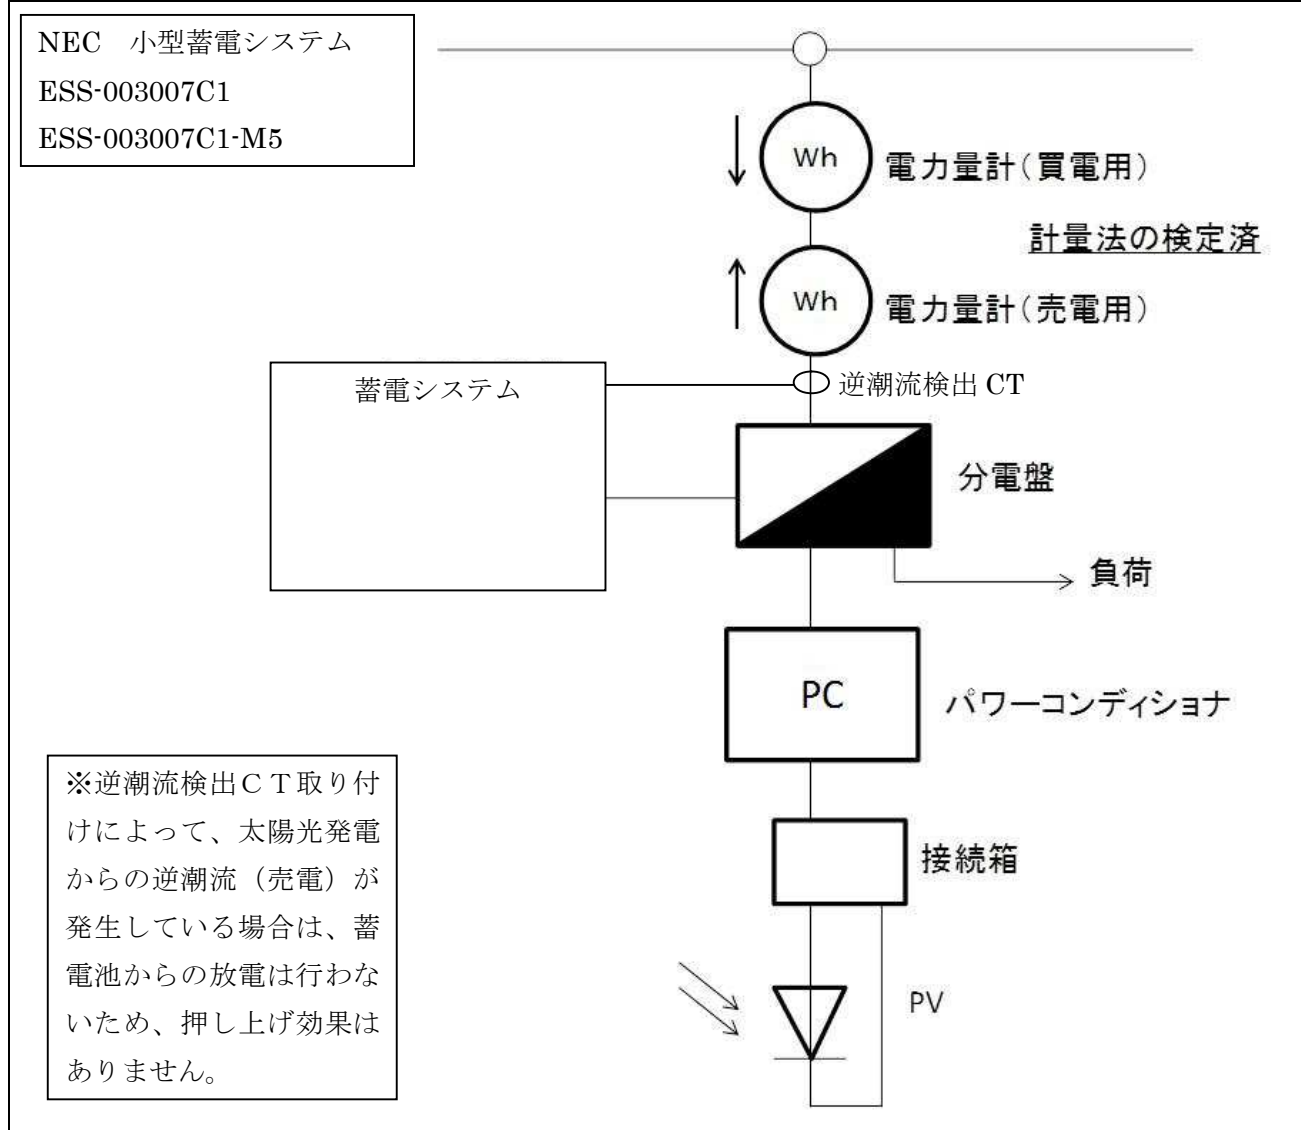 NEC　小型蓄電システム
ESS-003007C1
ESS-003007C1-M5
Wh
電力量計(買電用)
計量法の検定済
Wh
電力量計(売電用)
蓄電システム
逆潮流検出 CT
分電盤
負荷
PC
パワーコンディショナ
※逆潮流検出ＣＴ取り付
けによって、太陽光発電
からの逆潮流（売電）が
発生している場合は、蓄
電池からの放電は行わな
いため、押し上げ効果は
ありません。
接続箱
PV